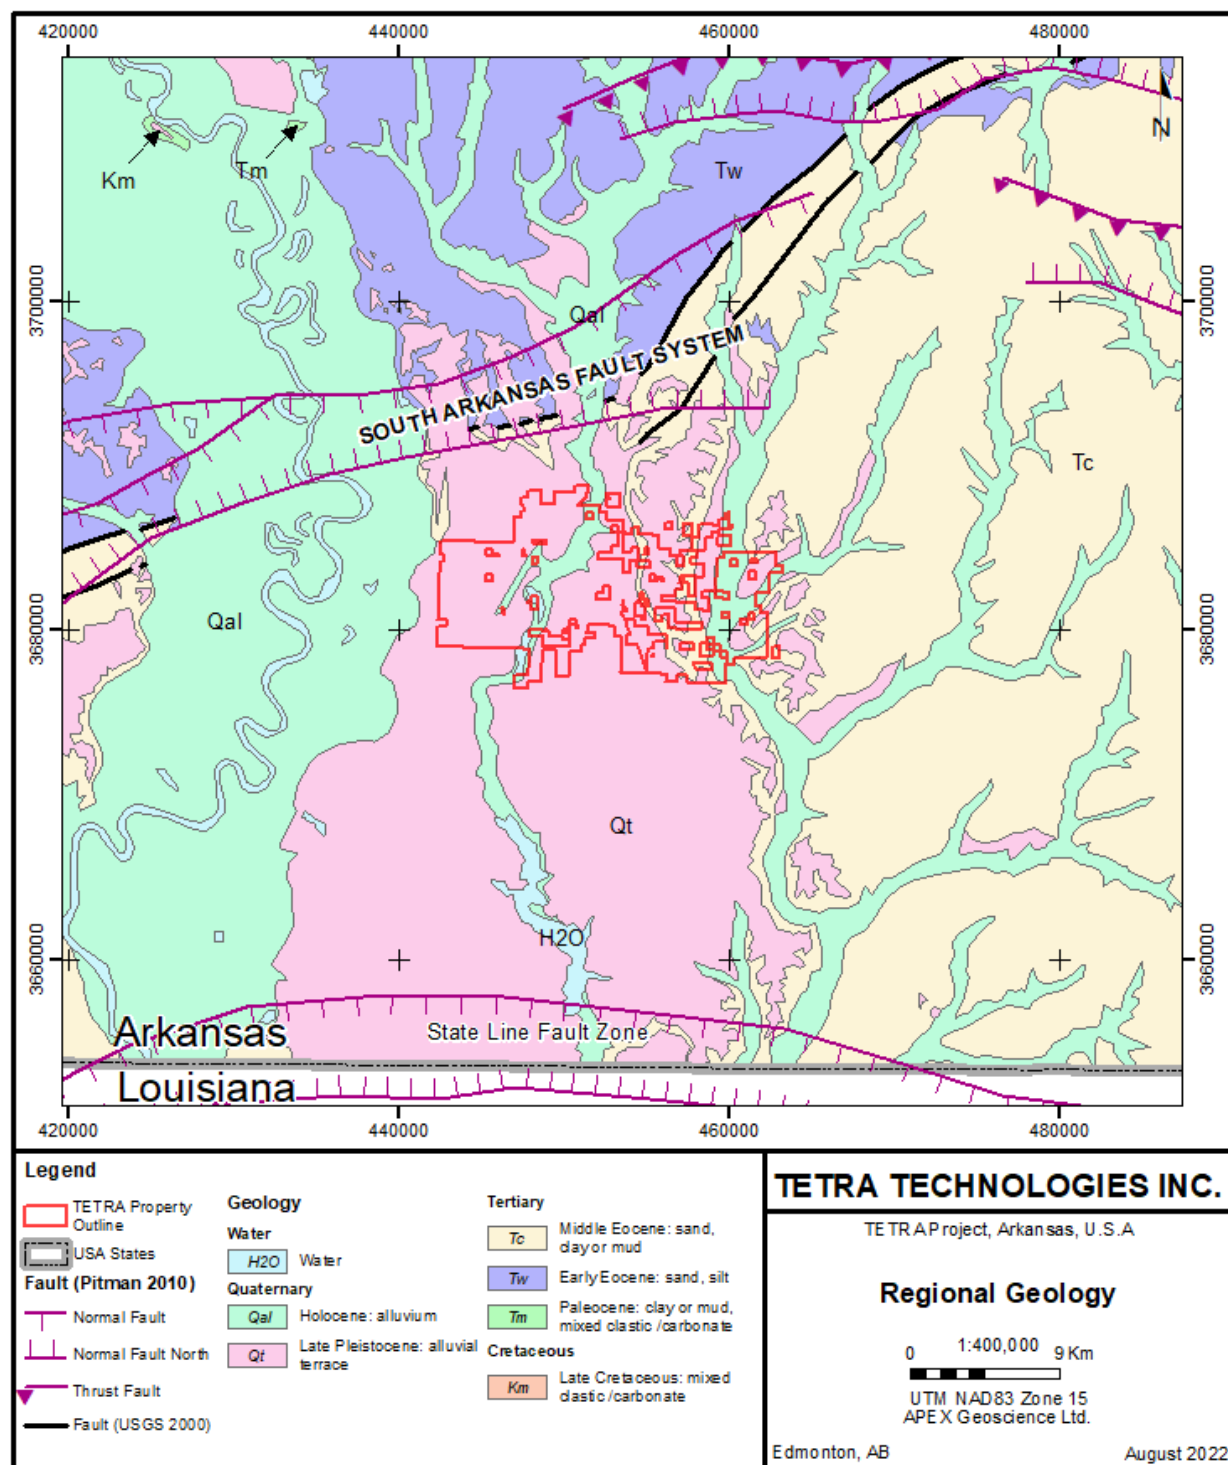 420000 440000 460000 480000
N
Km
Tm
Tw
3700000
3700000
Qal
SOUTH ARKANSAS FAULT SYSTEM
Tc
Qal
3680000
3680000
Qt
H2O
3660000
3660000
Arkansas
State Line Fault Zone
Louisiana
420000 440000 460000 480000
Legend
TETRA Property
Outline
USA States
Fault (Pitman 2010)
Normal Fault
Normal Fault North
Thrust Fault
Fault (USGS 2000)
Geology
Water
H2O Water
Quaternary
Qal Holocene: alluvium
Qt Late Pleistocene: alluvial
terrace
Tertiary
Tc Middle Eocene: sand,
clay or mud
Tw Early Eocene: sand, silt
Tm Paleocene: clay or mud,
mixed clastic /carbonate
Cretaceous
Km Late Cretaceous: mixed
clastic /carbonate
TETRA TECHNOLOGIES INC.
TETRA Project, Arkansas, U.S.A
Regional Geology
1:400,000
0 9 Km
UTM NAD83 Zone 15
APEX Geoscience Ltd.
Edmonton, AB August 2022